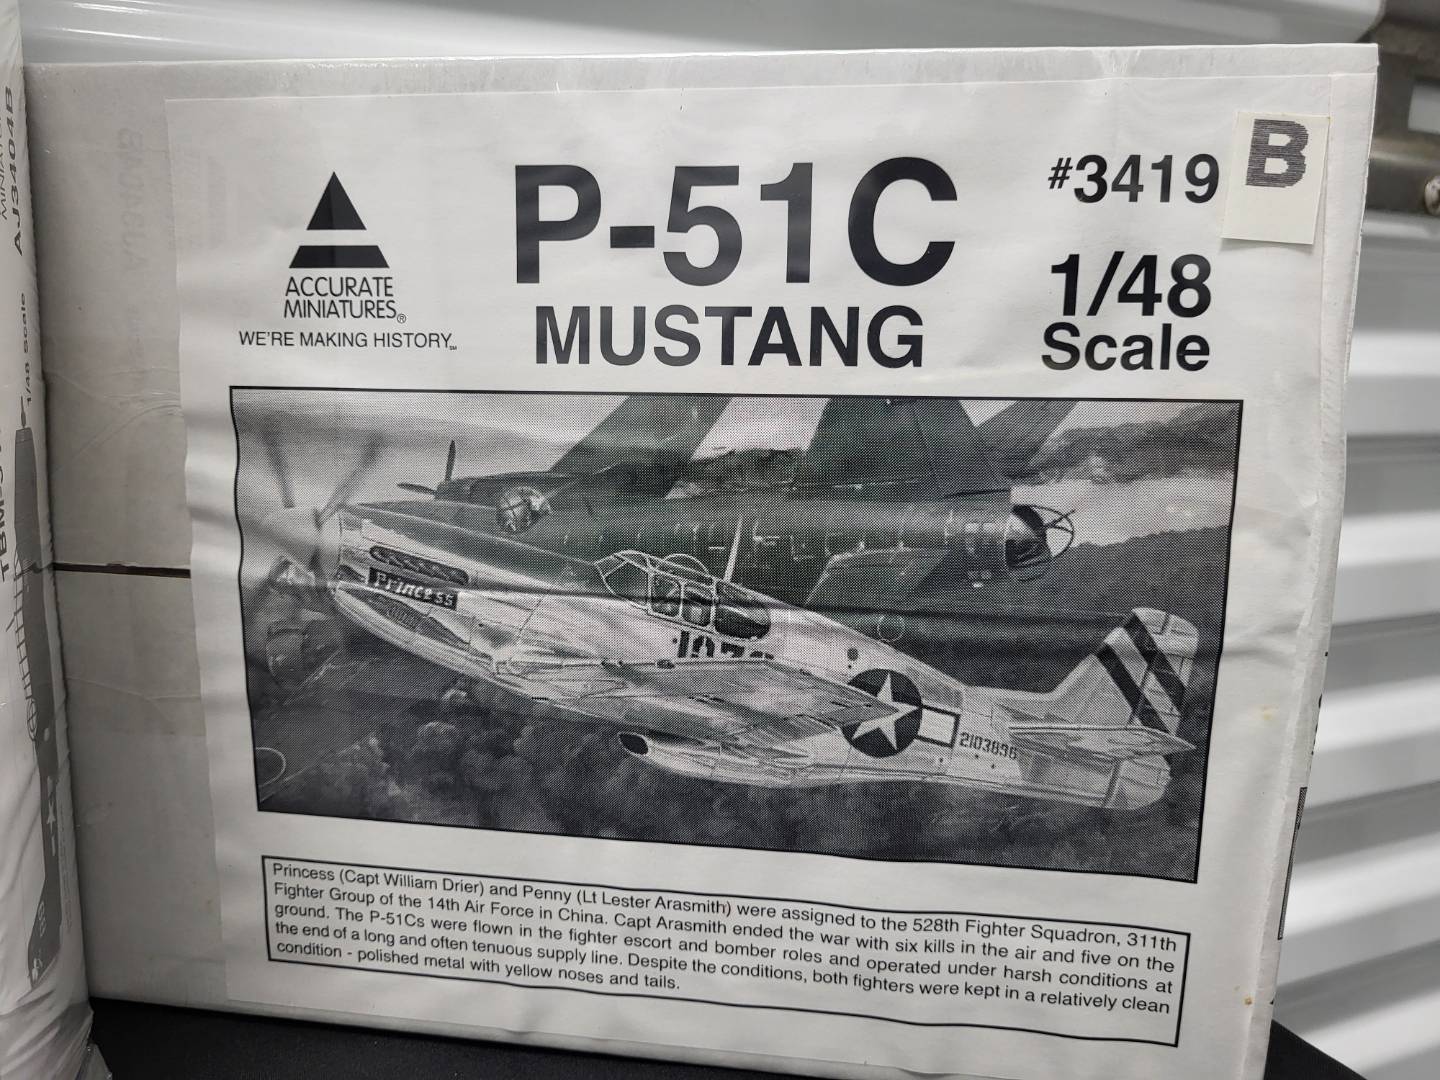 P-51C
MUSTANG
#3419
B
1/48
Scale
ACCURATE
MINIATURES®
WE'RE MAKING HISTORY℠
Princess
2103896
Princess (Capt William Drier) and Penny (Lt Lester Arasmith) were assigned to the 528th Fighter Squadron, 311th
Fighter Group of the 14th Air Force in China. Capt Arasmith ended the war with six kills in the air and five on the
ground. The P-51Cs were flown in the fighter escort and bomber roles and operated under harsh conditions at
the end of a long and often tenuous supply line. Despite the conditions, both fighters were kept in a relatively clean
condition - polished metal with yellow noses and tails.
AJ3404B
1/48 Scale